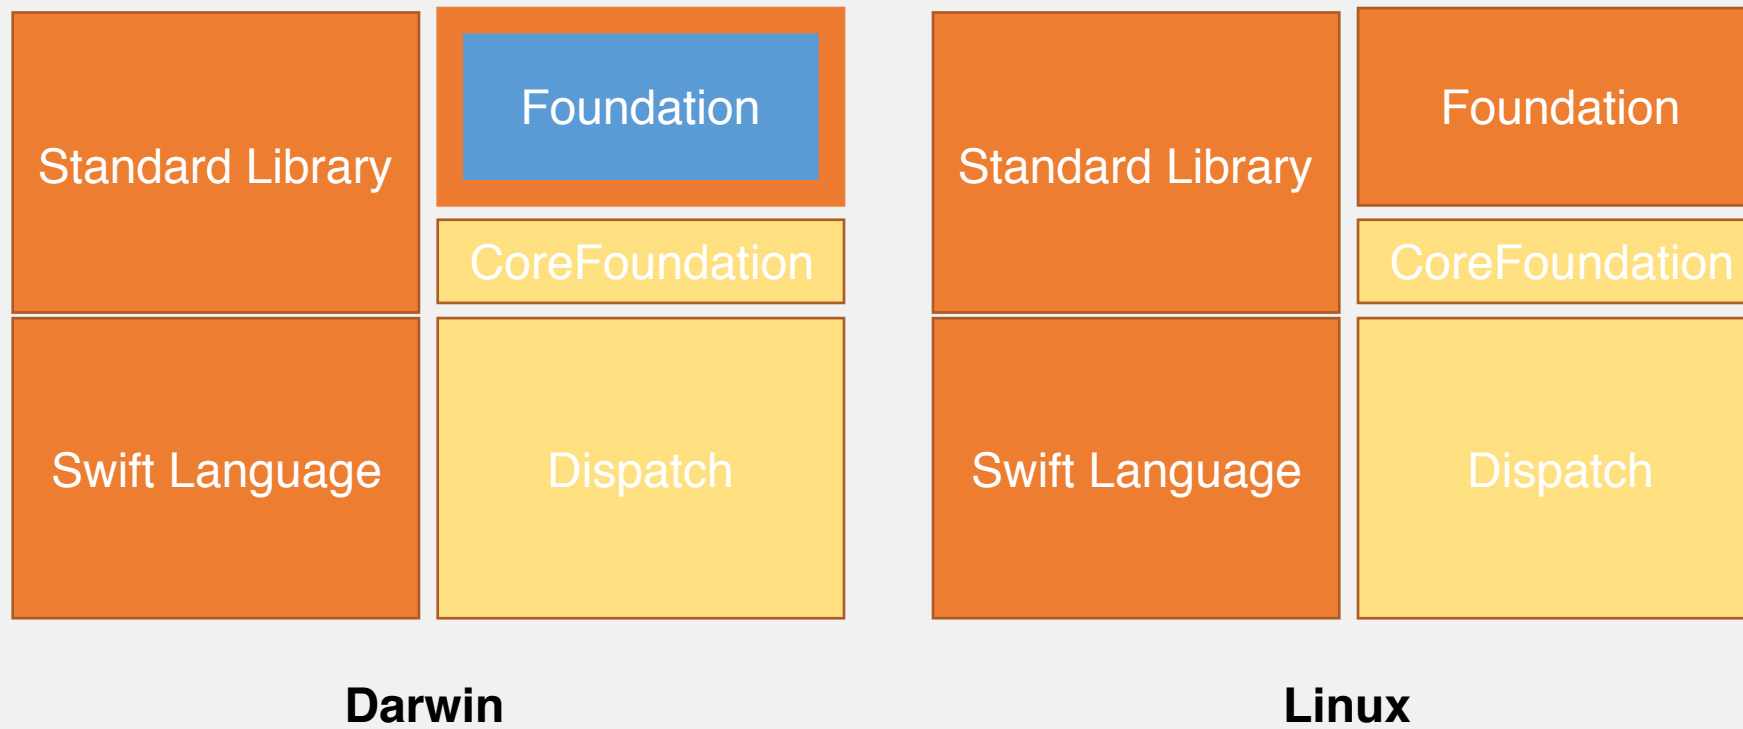 Standard Library
Foundation
CoreFoundation
Swift Language
Dispatch
Darwin
Standard Library
Foundation
CoreFoundation
Swift Language
Dispatch
Linux